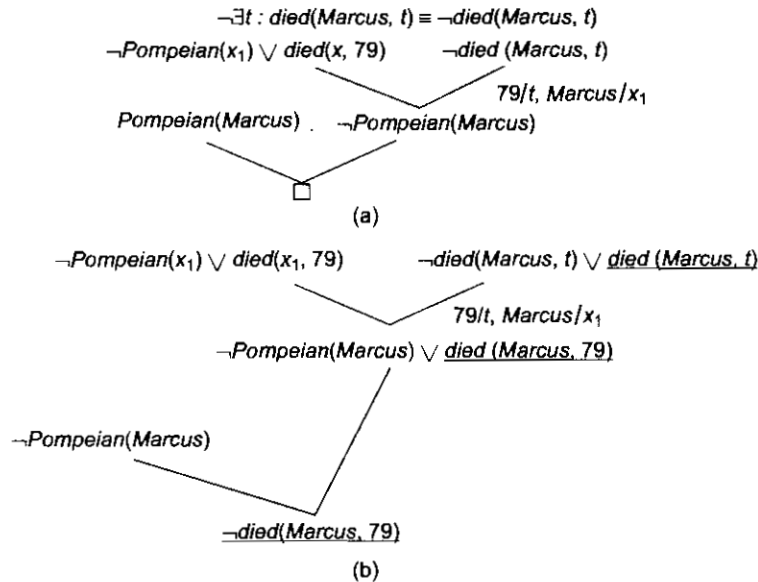 ¬∃t : died(Marcus, t) ≡ ¬died(Marcus, t)
¬Pompeian(x₁) ∨ died(x, 79) ¬died (Marcus, t)
79/t, Marcus/x₁
Pompeian(Marcus) . ¬Pompeian(Marcus)
(a)
¬Pompeian(x₁) ∨ died(x₁, 79) ¬died(Marcus, t) ∨ died (Marcus, t)
79/t, Marcus/x₁
¬Pompeian(Marcus) ∨ died (Marcus, 79)
¬Pompeian(Marcus)
¬died(Marcus, 79)
(b)